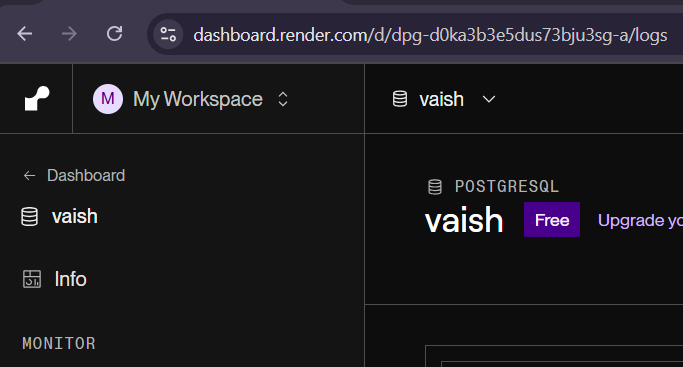 dashboard.render.com/d/dpg-d0ka3b3e5dus73bju3sg-a/logs
M My Workspace
vaish
Dashboard
vaish
Info
MONITOR
POSTGRESQL
vaish Free Upgrade yo